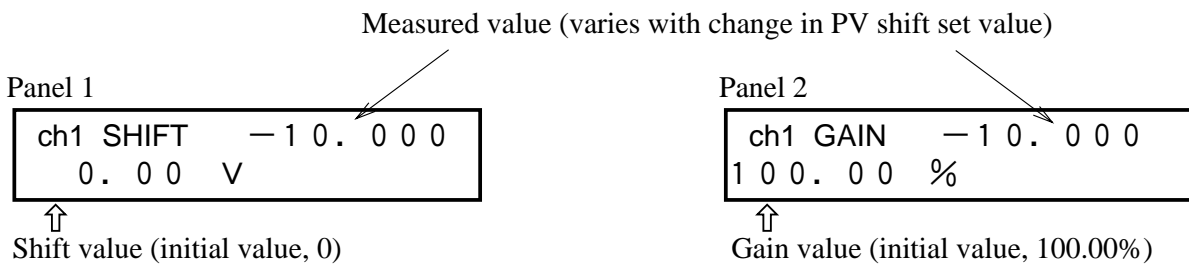 Measured value (varies with change in PV shift set value)
Panel 1
ch1 SHIFT －10.000
0.00 V
Shift value (initial value, 0)
Panel 2
ch1 GAIN －10.000
100.00 %
Gain value (initial value, 100.00%)